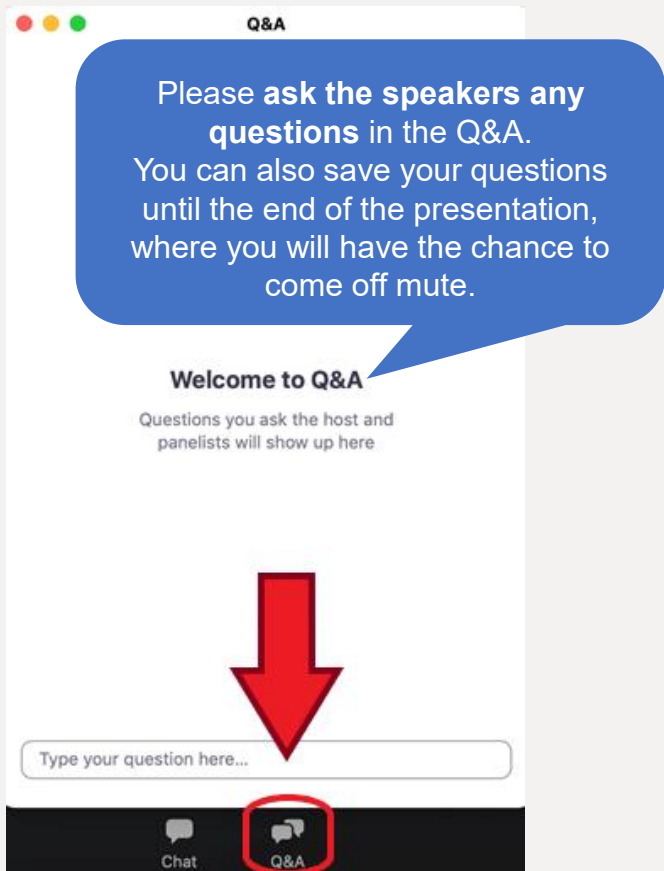 Q&A
Please ask the speakers any
questions in the Q&A.
You can also save your questions
until the end of the presentation,
where you will have the chance to
come off mute.
Welcome to Q&A
Questions you ask the host and
panelists will show up here
Type your question here...
Chat
Q&A